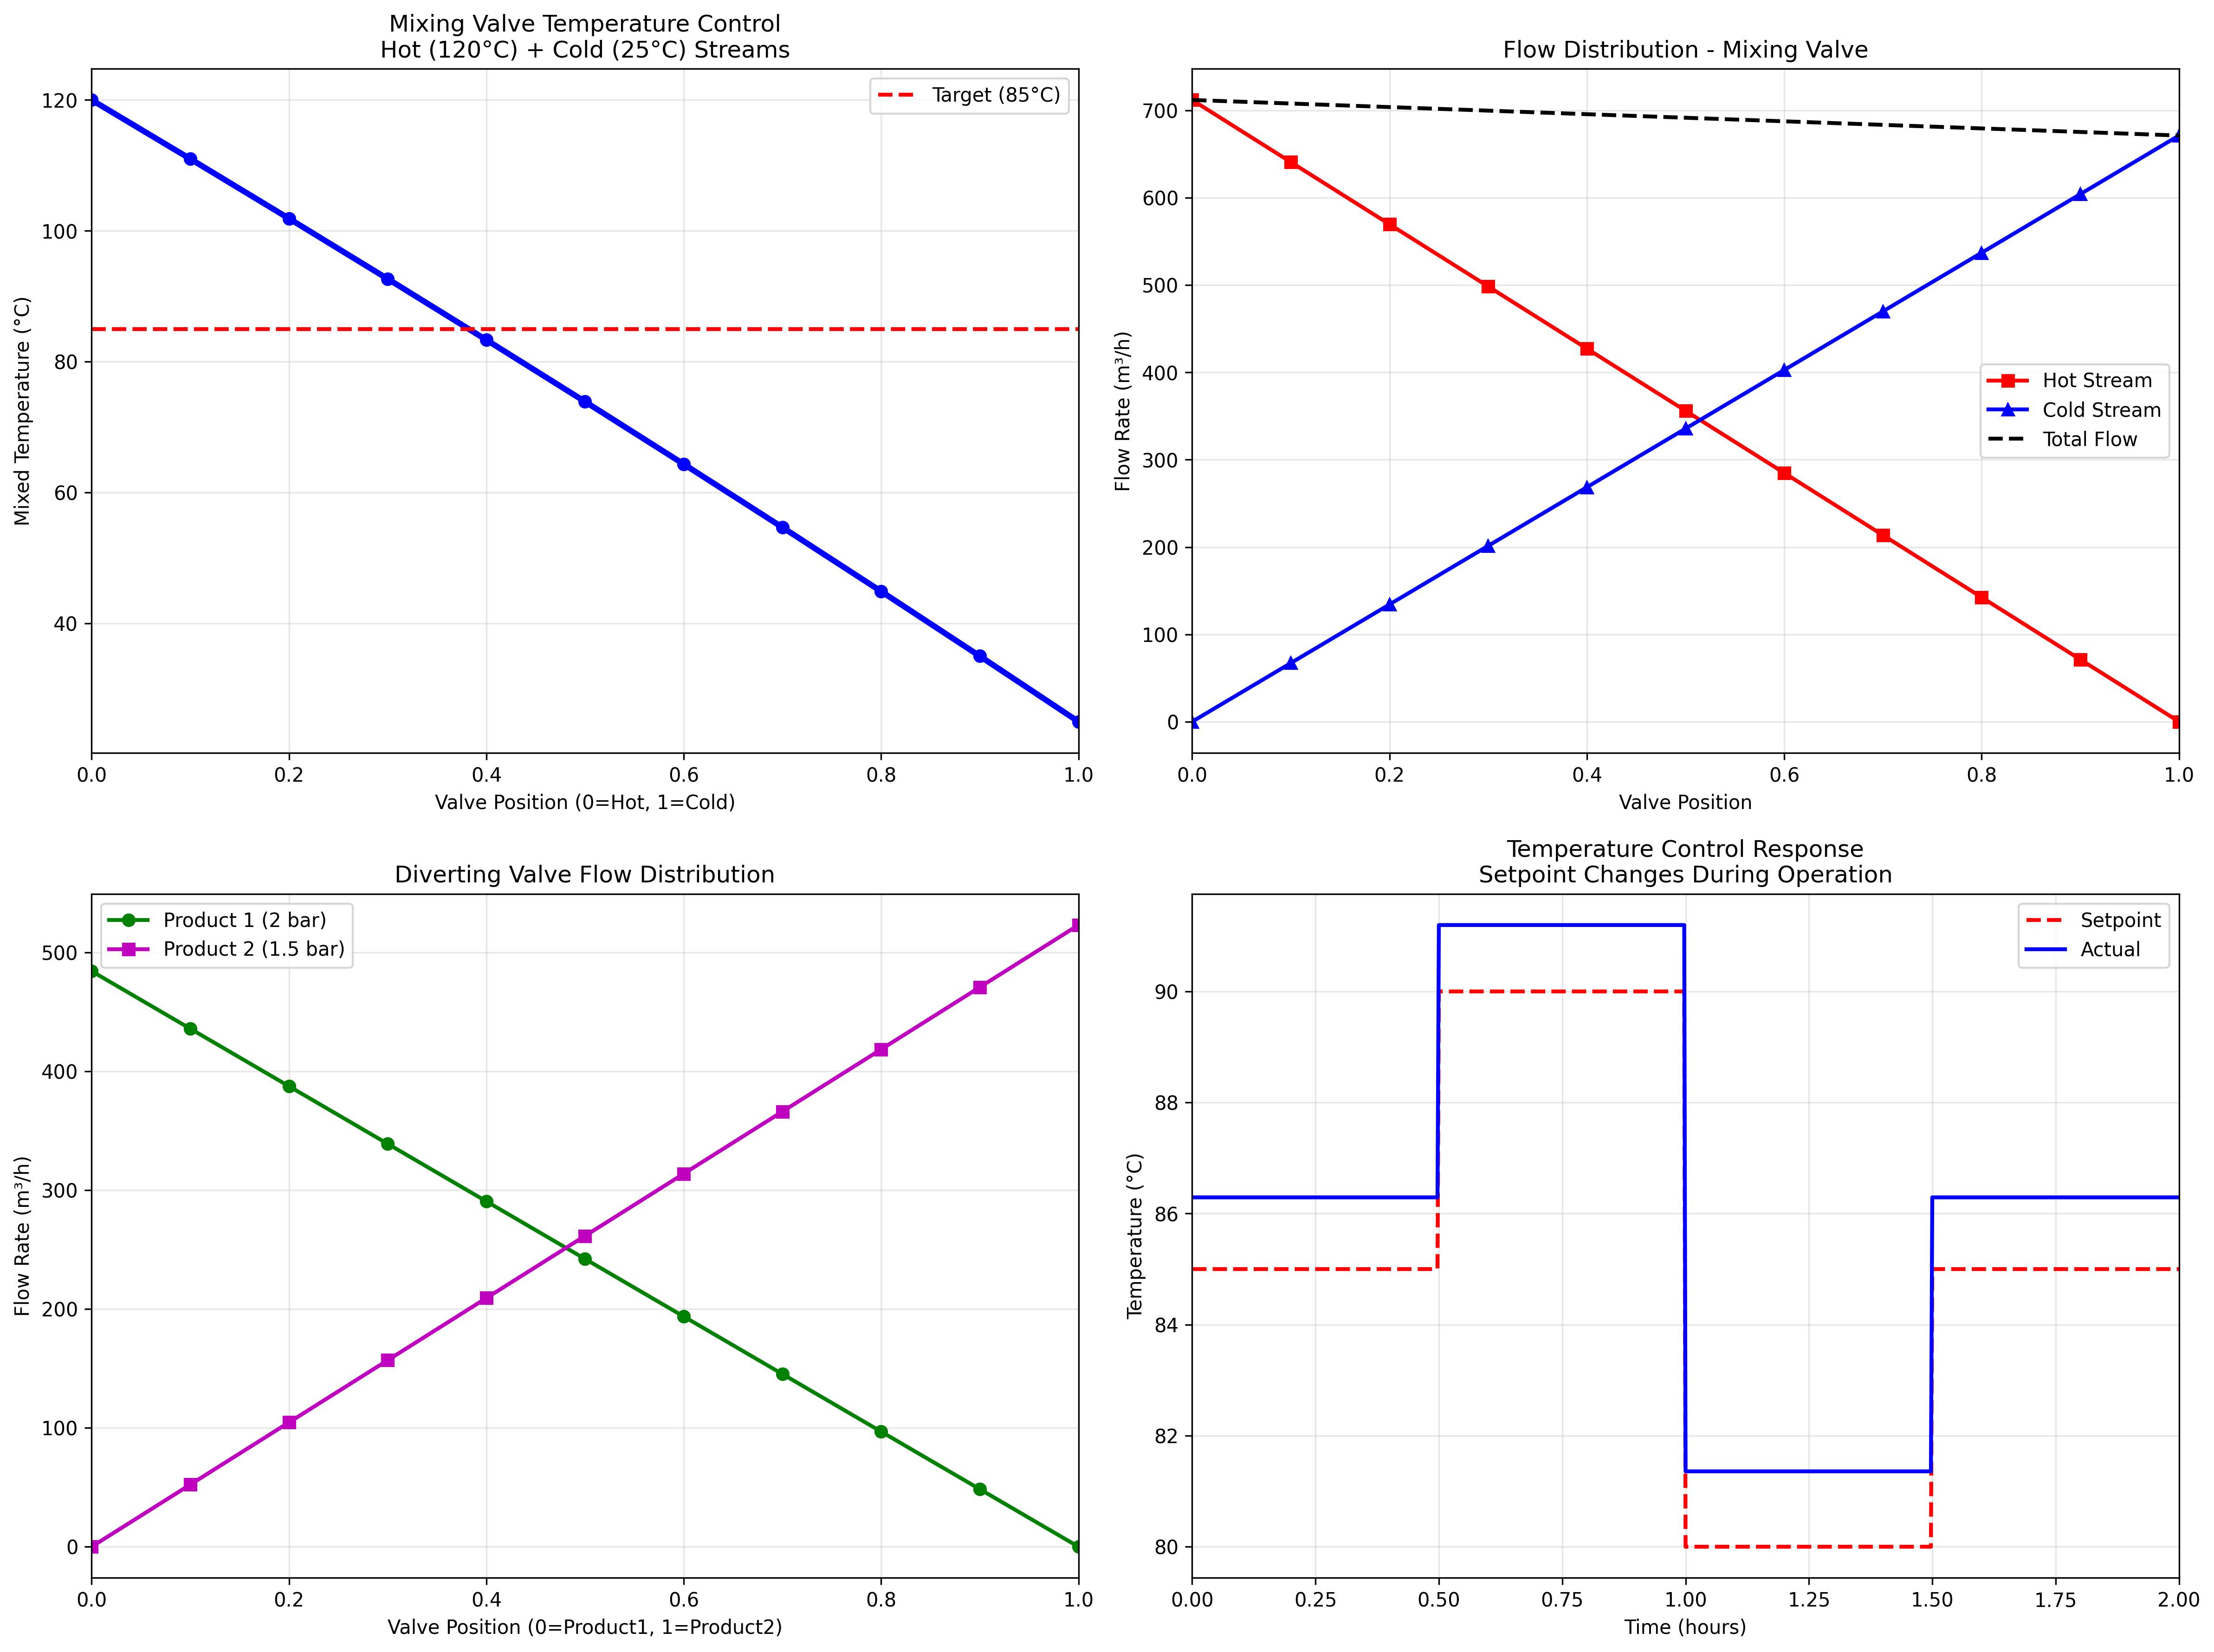 Mixing Valve Temperature Control
Hot (120°C) + Cold (25°C) Streams
Target (85°C)
120
100
80
60
40
Mixed Temperature (°C)
0.0 0.2 0.4 0.6 0.8 1.0
Valve Position (0=Hot, 1=Cold)
Flow Distribution - Mixing Valve
700
600
500
400
300
200
100
0
Flow Rate (m³/h)
Hot Stream
Cold Stream
Total Flow
0.0 0.2 0.4 0.6 0.8 1.0
Valve Position
Diverting Valve Flow Distribution
Product 1 (2 bar)
Product 2 (1.5 bar)
500
400
300
200
100
0
Flow Rate (m³/h)
0.0 0.2 0.4 0.6 0.8 1.0
Valve Position (0=Product1, 1=Product2)
Temperature Control Response
Setpoint Changes During Operation
Setpoint
Actual
90
88
86
84
82
80
Temperature (°C)
0.00 0.25 0.50 0.75 1.00 1.25 1.50 1.75 2.00
Time (hours)